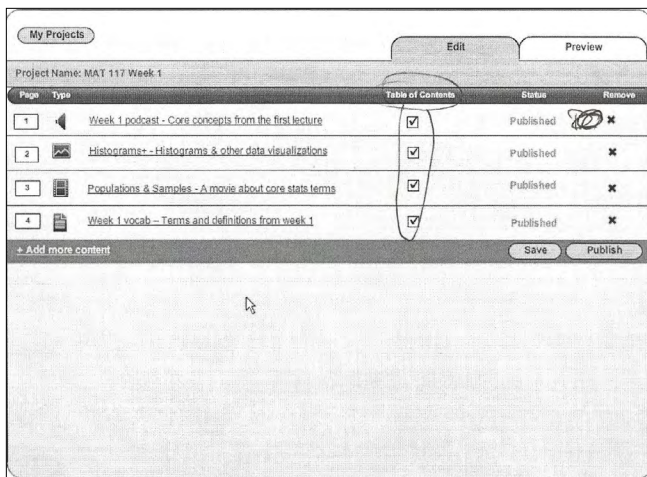 My Projects
Edit Preview
Project Name: MAT 117 Week 1
Page Type Table of Contents Status Remove
1 Week 1 podcast - Core concepts from the first lecture Published
2 Histograms+ - Histograms & other data visualizations Published
3 Populations & Samples - A movie about core stats terms Published
4 Week 1 vocab – Terms and definitions from week 1 Published
+ Add more content Save Publish